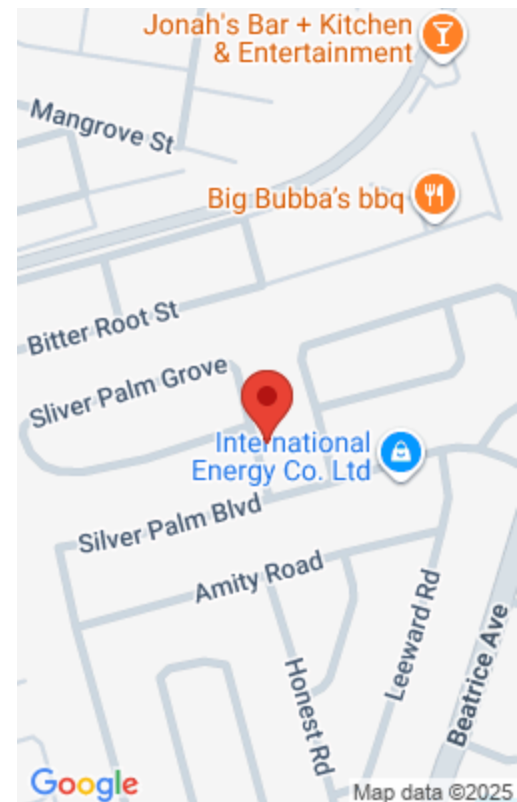 Jonah's Bar + Kitchen
& Entertainment
Mangrove St
Big Bubba's bbq
Bitter Root St
Sliver Palm Grove
International
Energy Co. Ltd
Silver Palm Blvd
Amity Road
Leeward Rd
Honest Rd
Beatrice Ave
Google
Map data ©2025